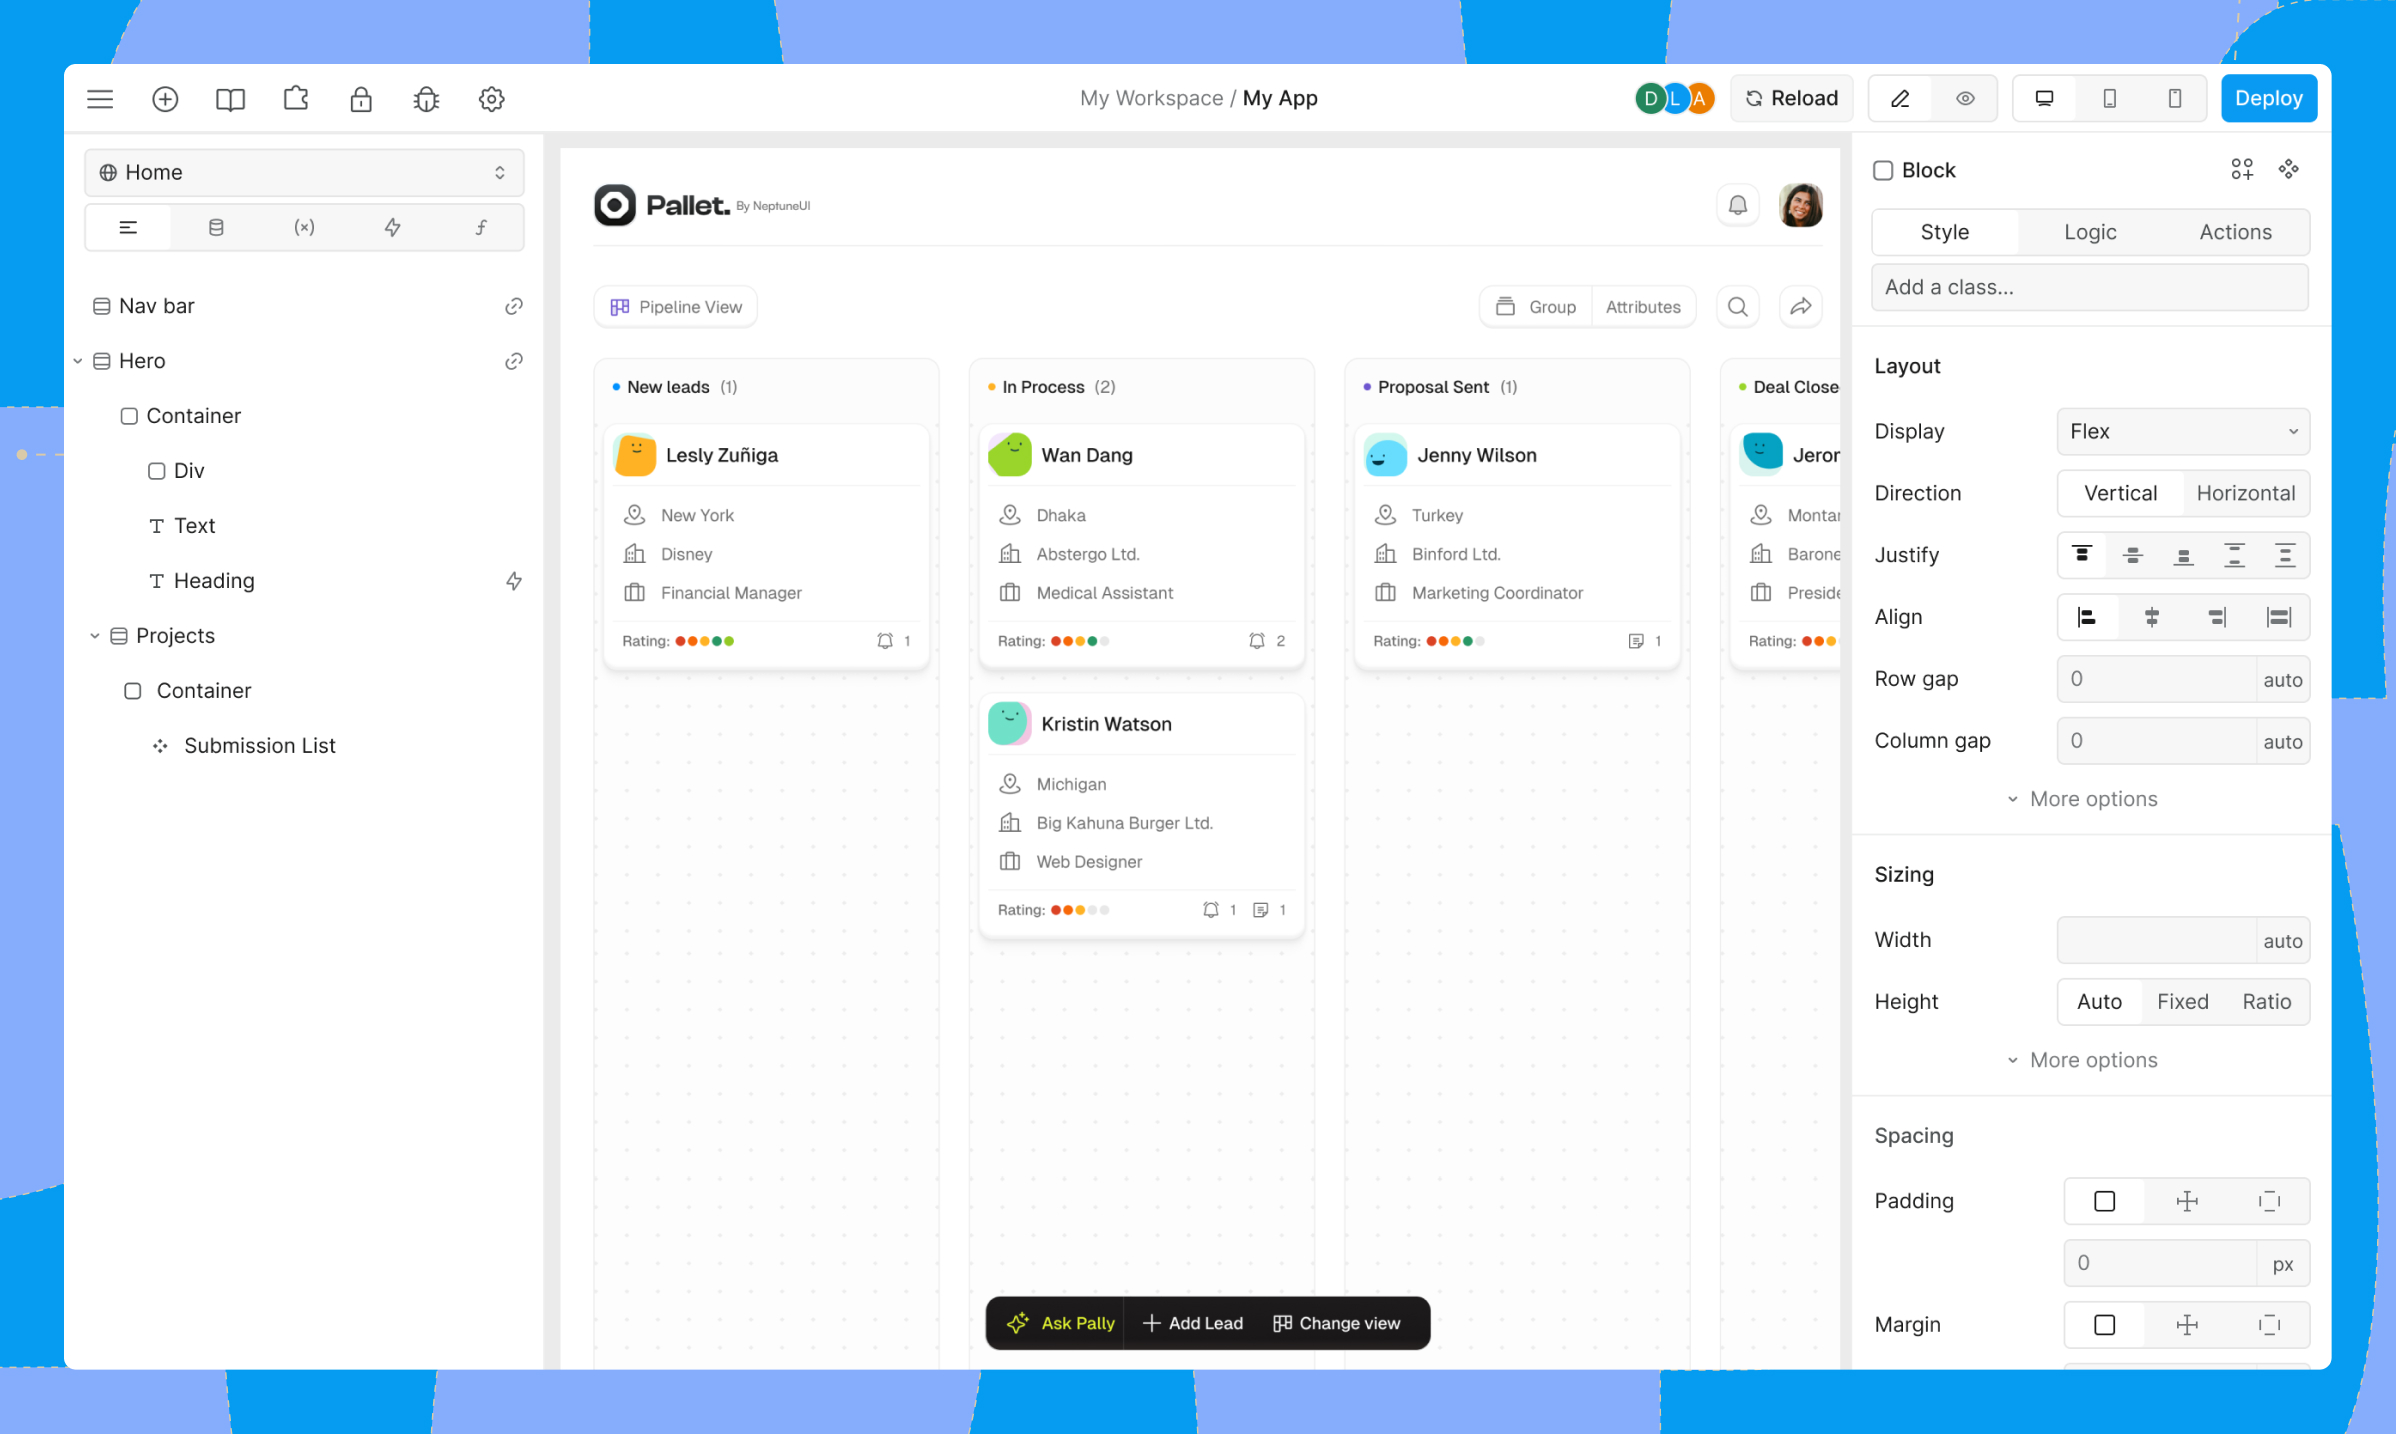 My Workspace / My App
D L A
Reload
Deploy
Home
(×)
f
Nav bar
Hero
Container
Div
Text
Heading
Projects
Container
Submission List
Pallet. By NeptuneUI
Pipeline View
Group
Attributes
New leads (1)
Lesly Zuñiga
New York
Disney
Financial Manager
Rating:
1
In Process (2)
Wan Dang
Dhaka
Abstergo Ltd.
Medical Assistant
Rating:
2
Kristin Watson
Michigan
Big Kahuna Burger Ltd.
Web Designer
Rating:
1 1
Proposal Sent (1)
Jenny Wilson
Turkey
Binford Ltd.
Marketing Coordinator
Rating:
1
Deal Close
Jeror
Montar
Barone
Preside
Rating:
Ask Pally
Add Lead
Change view
Block
Style Logic Actions
Add a class...
Layout
Display Flex
Direction Vertical Horizontal
Justify
Align
Row gap 0 auto
Column gap 0 auto
More options
Sizing
Width auto
Height Auto Fixed Ratio
More options
Spacing
Padding
0 px
Margin